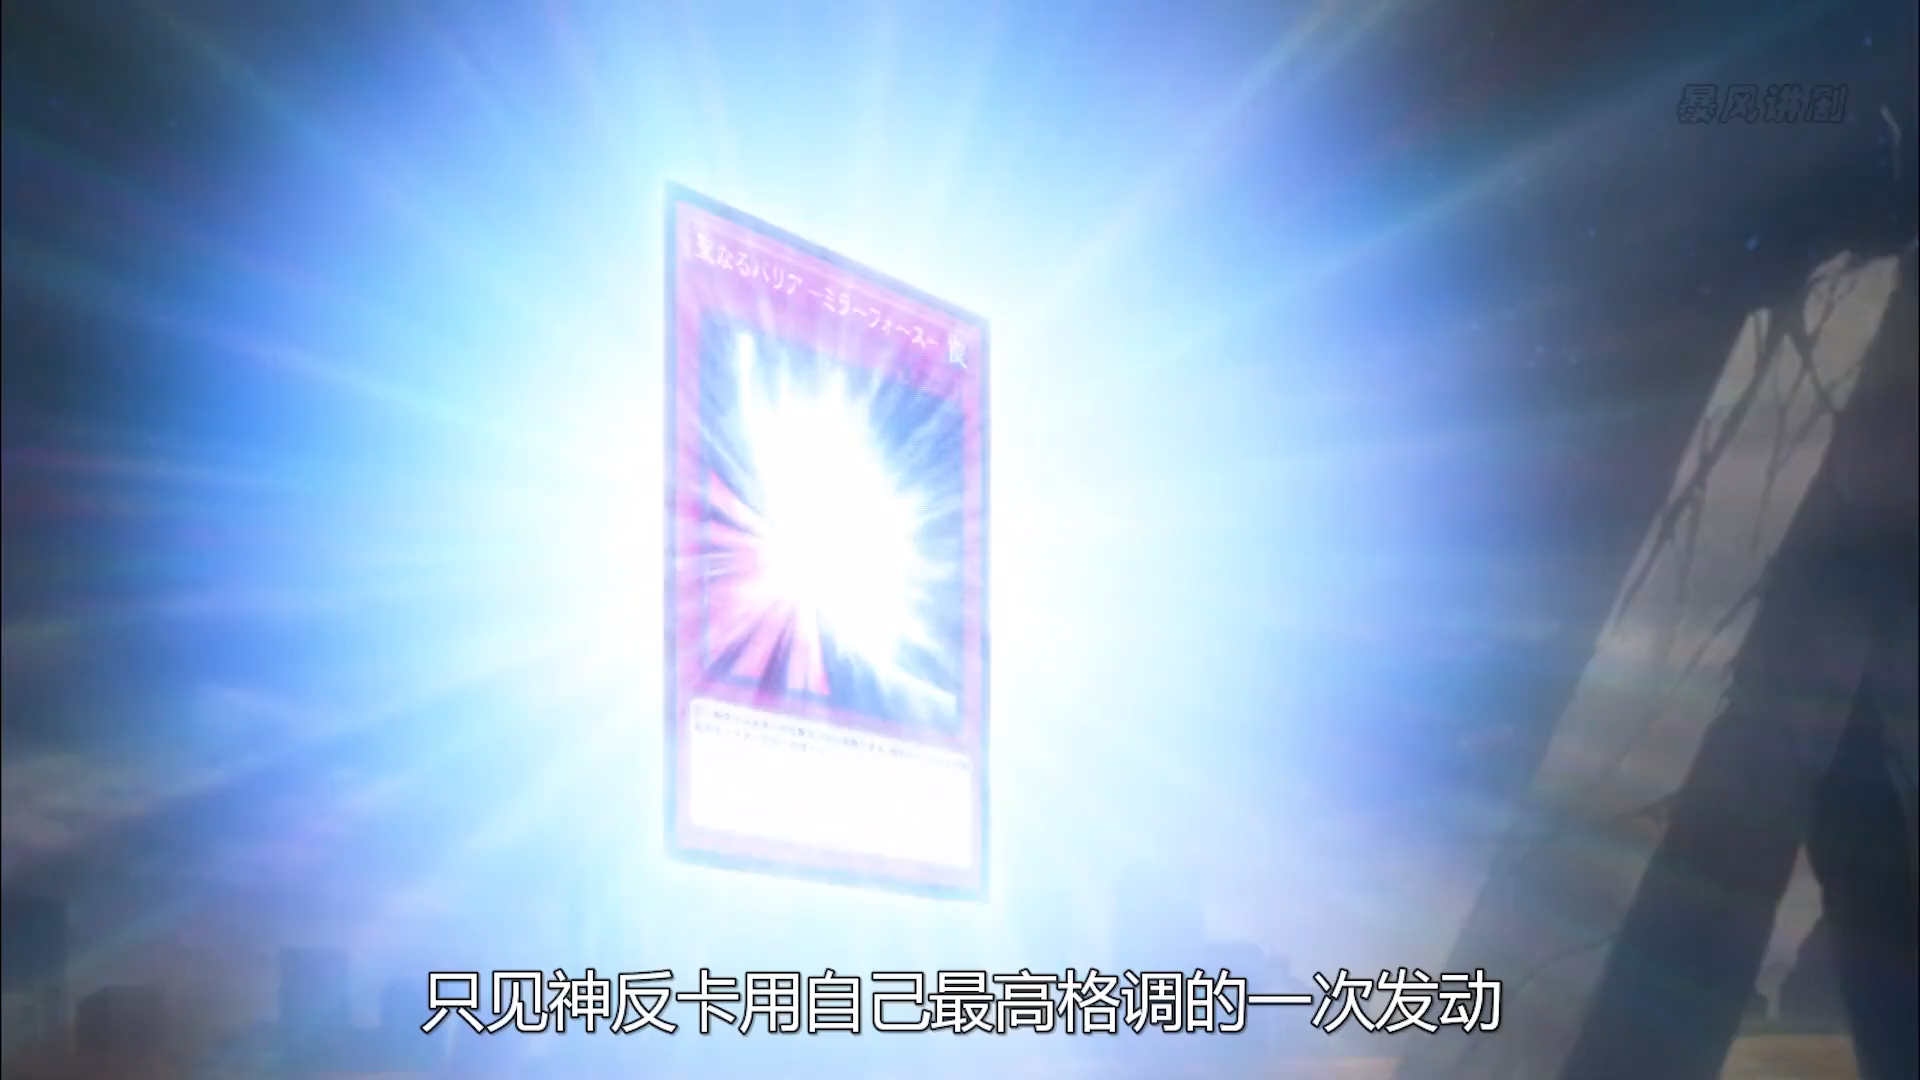 暴风讲剧
聖なるバリア －ミラーフォース－ 罠
只见神反卡用自己最高格调的一次发动